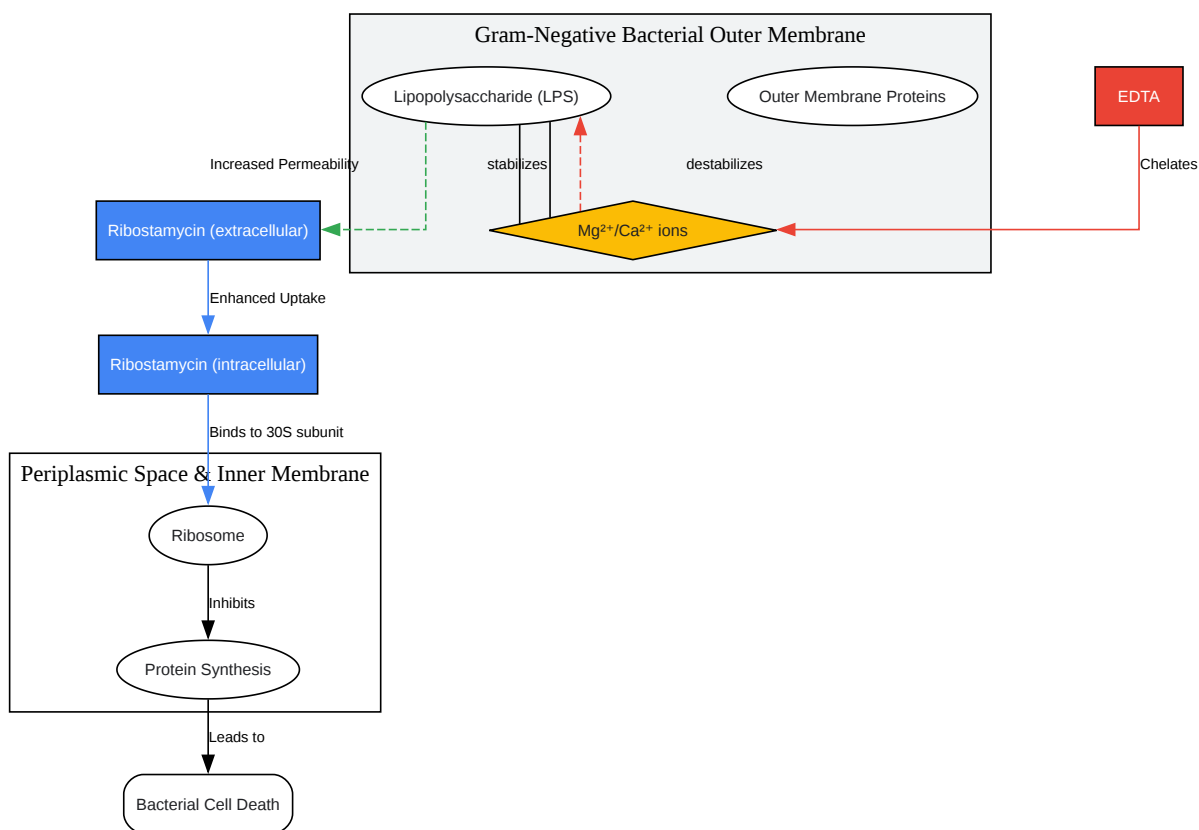 Gram-Negative Bacterial Outer Membrane
Lipopolysaccharide (LPS)
Outer Membrane Proteins
EDTA
Increased Permeability
stabilizes
destabilizes
Chelates
Ribostamycin (extracellular)
Mg²⁺/Ca²⁺ ions
Enhanced Uptake
Ribostamycin (intracellular)
Binds to 30S subunit
Periplasmic Space & Inner Membrane
Ribosome
Inhibits
Protein Synthesis
Leads to
Bacterial Cell Death